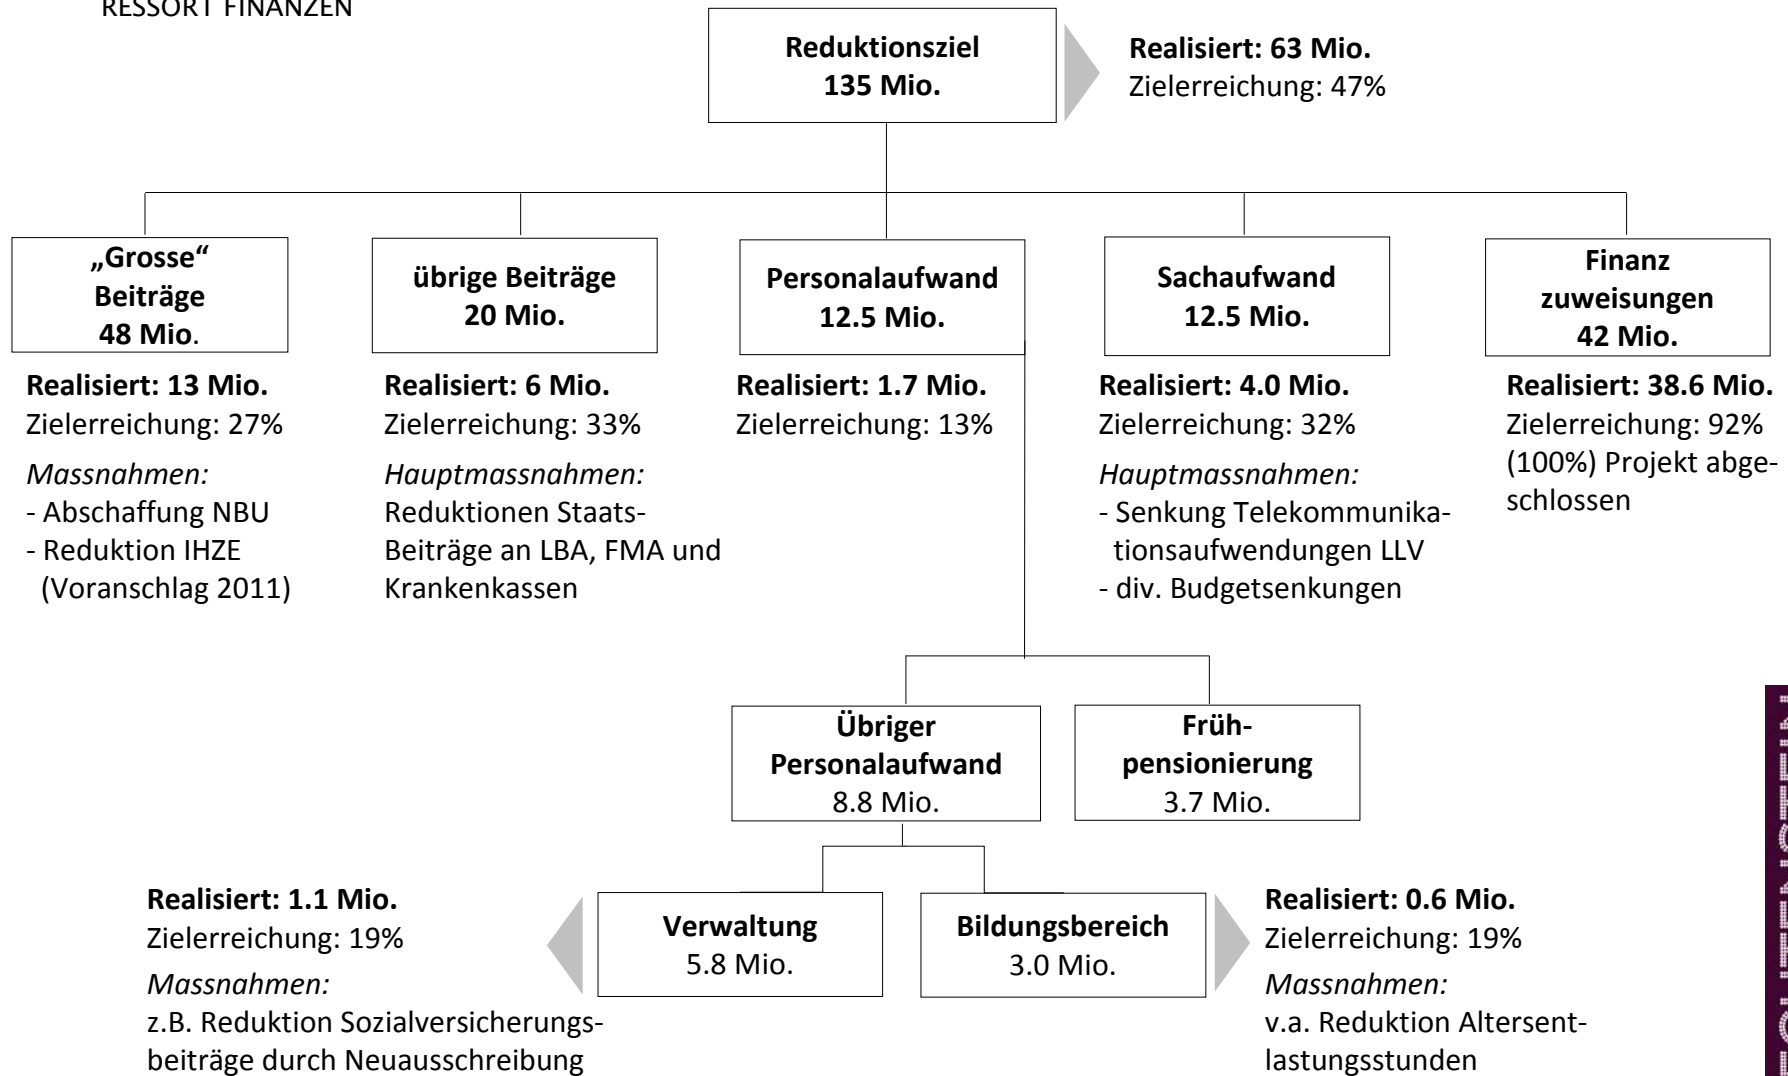 RESSORT FINANZEN
Reduktionsziel
135 Mio.
Realisiert: 63 Mio.
Zielerreichung: 47%
„Grosse“
Beiträge
48 Mio.
Realisiert: 13 Mio.
Zielerreichung: 27%
Massnahmen:
- Abschaffung NBU
- Reduktion IHZE
(Voranschlag 2011)
übrige Beiträge
20 Mio.
Realisiert: 6 Mio.
Zielerreichung: 33%
Hauptmassnahmen:
Reduktionen Staats-
Beiträge an LBA, FMA und
Krankenkassen
Personalaufwand
12.5 Mio.
Realisiert: 1.7 Mio.
Zielerreichung: 13%
Sachaufwand
12.5 Mio.
Realisiert: 4.0 Mio.
Zielerreichung: 32%
Hauptmassnahmen:
- Senkung Telekommunika-
tionsaufwendungen LLV
- div. Budgetsenkungen
Finanz
zuweisungen
42 Mio.
Realisiert: 38.6 Mio.
Zielerreichung: 92%
(100%) Projekt abge-
schlossen
Übriger
Personalaufwand
8.8 Mio.
Früh-
pensionierung
3.7 Mio.
Realisiert: 1.1 Mio.
Zielerreichung: 19%
Massnahmen:
z.B. Reduktion Sozialversicherungs-
beiträge durch Neuausschreibung
Verwaltung
5.8 Mio.
Bildungsbereich
3.0 Mio.
Realisiert: 0.6 Mio.
Zielerreichung: 19%
Massnahmen:
v.a. Reduktion Altersent-
lastungsstunden